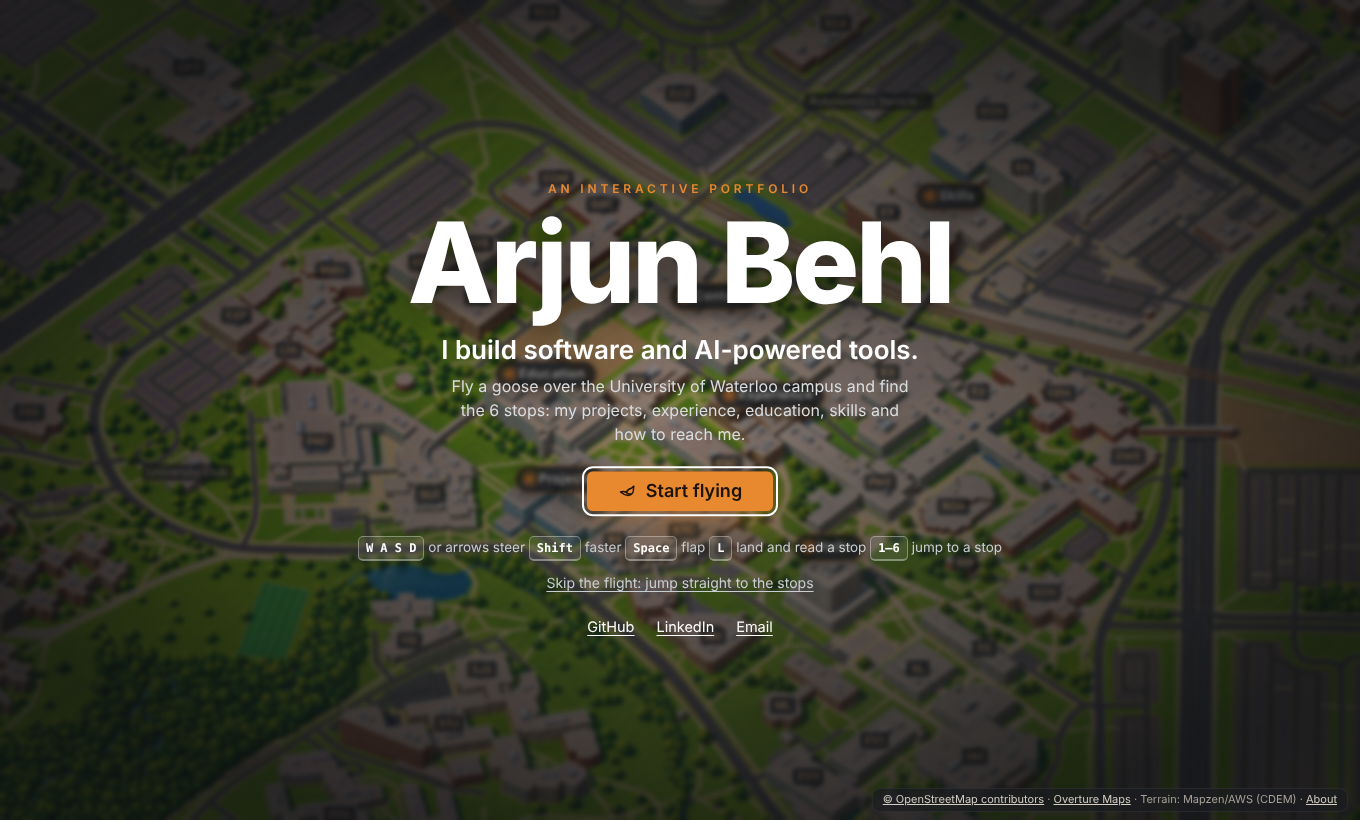 AN INTERACTIVE PORTFOLIO
Arjun Behl
I build software and AI-powered tools.
Fly a goose over the University of Waterloo campus and find
the 6 stops: my projects, experience, education, skills and
how to reach me.
Start flying
W A S D or arrows steer Shift faster Space flap L land and read a stop 1–6 jump to a stop
Skip the flight: jump straight to the stops
GitHub LinkedIn Email
© OpenStreetMap contributors · Overture Maps · Terrain: Mapzen/AWS (CDEM) · About